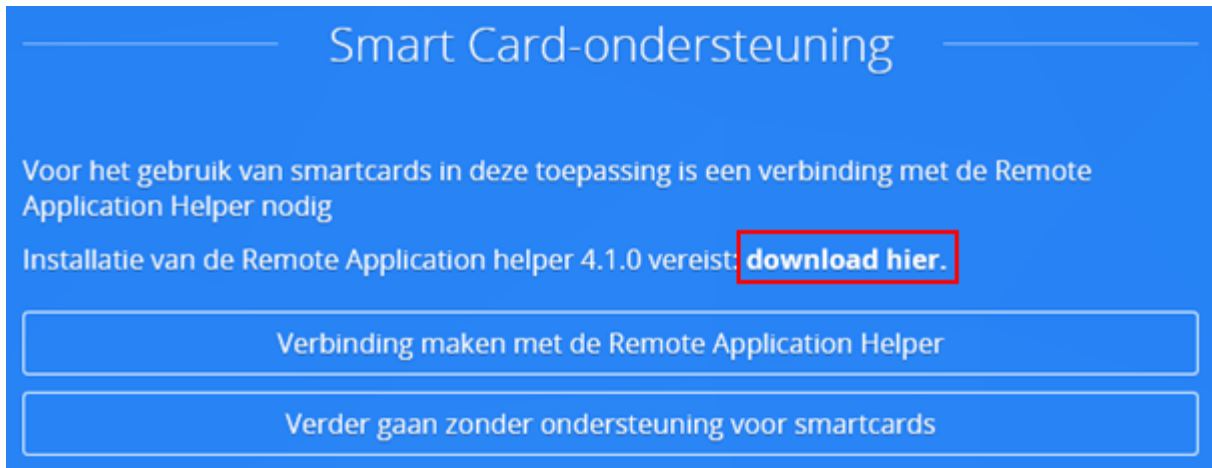 Smart Card-ondersteuning
Voor het gebruik van smartcards in deze toepassing is een verbinding met de Remote
Application Helper nodig
Installatie van de Remote Application helper 4.1.0 vereist: download hier.
Verbinding maken met de Remote Application Helper
Verder gaan zonder ondersteuning voor smartcards